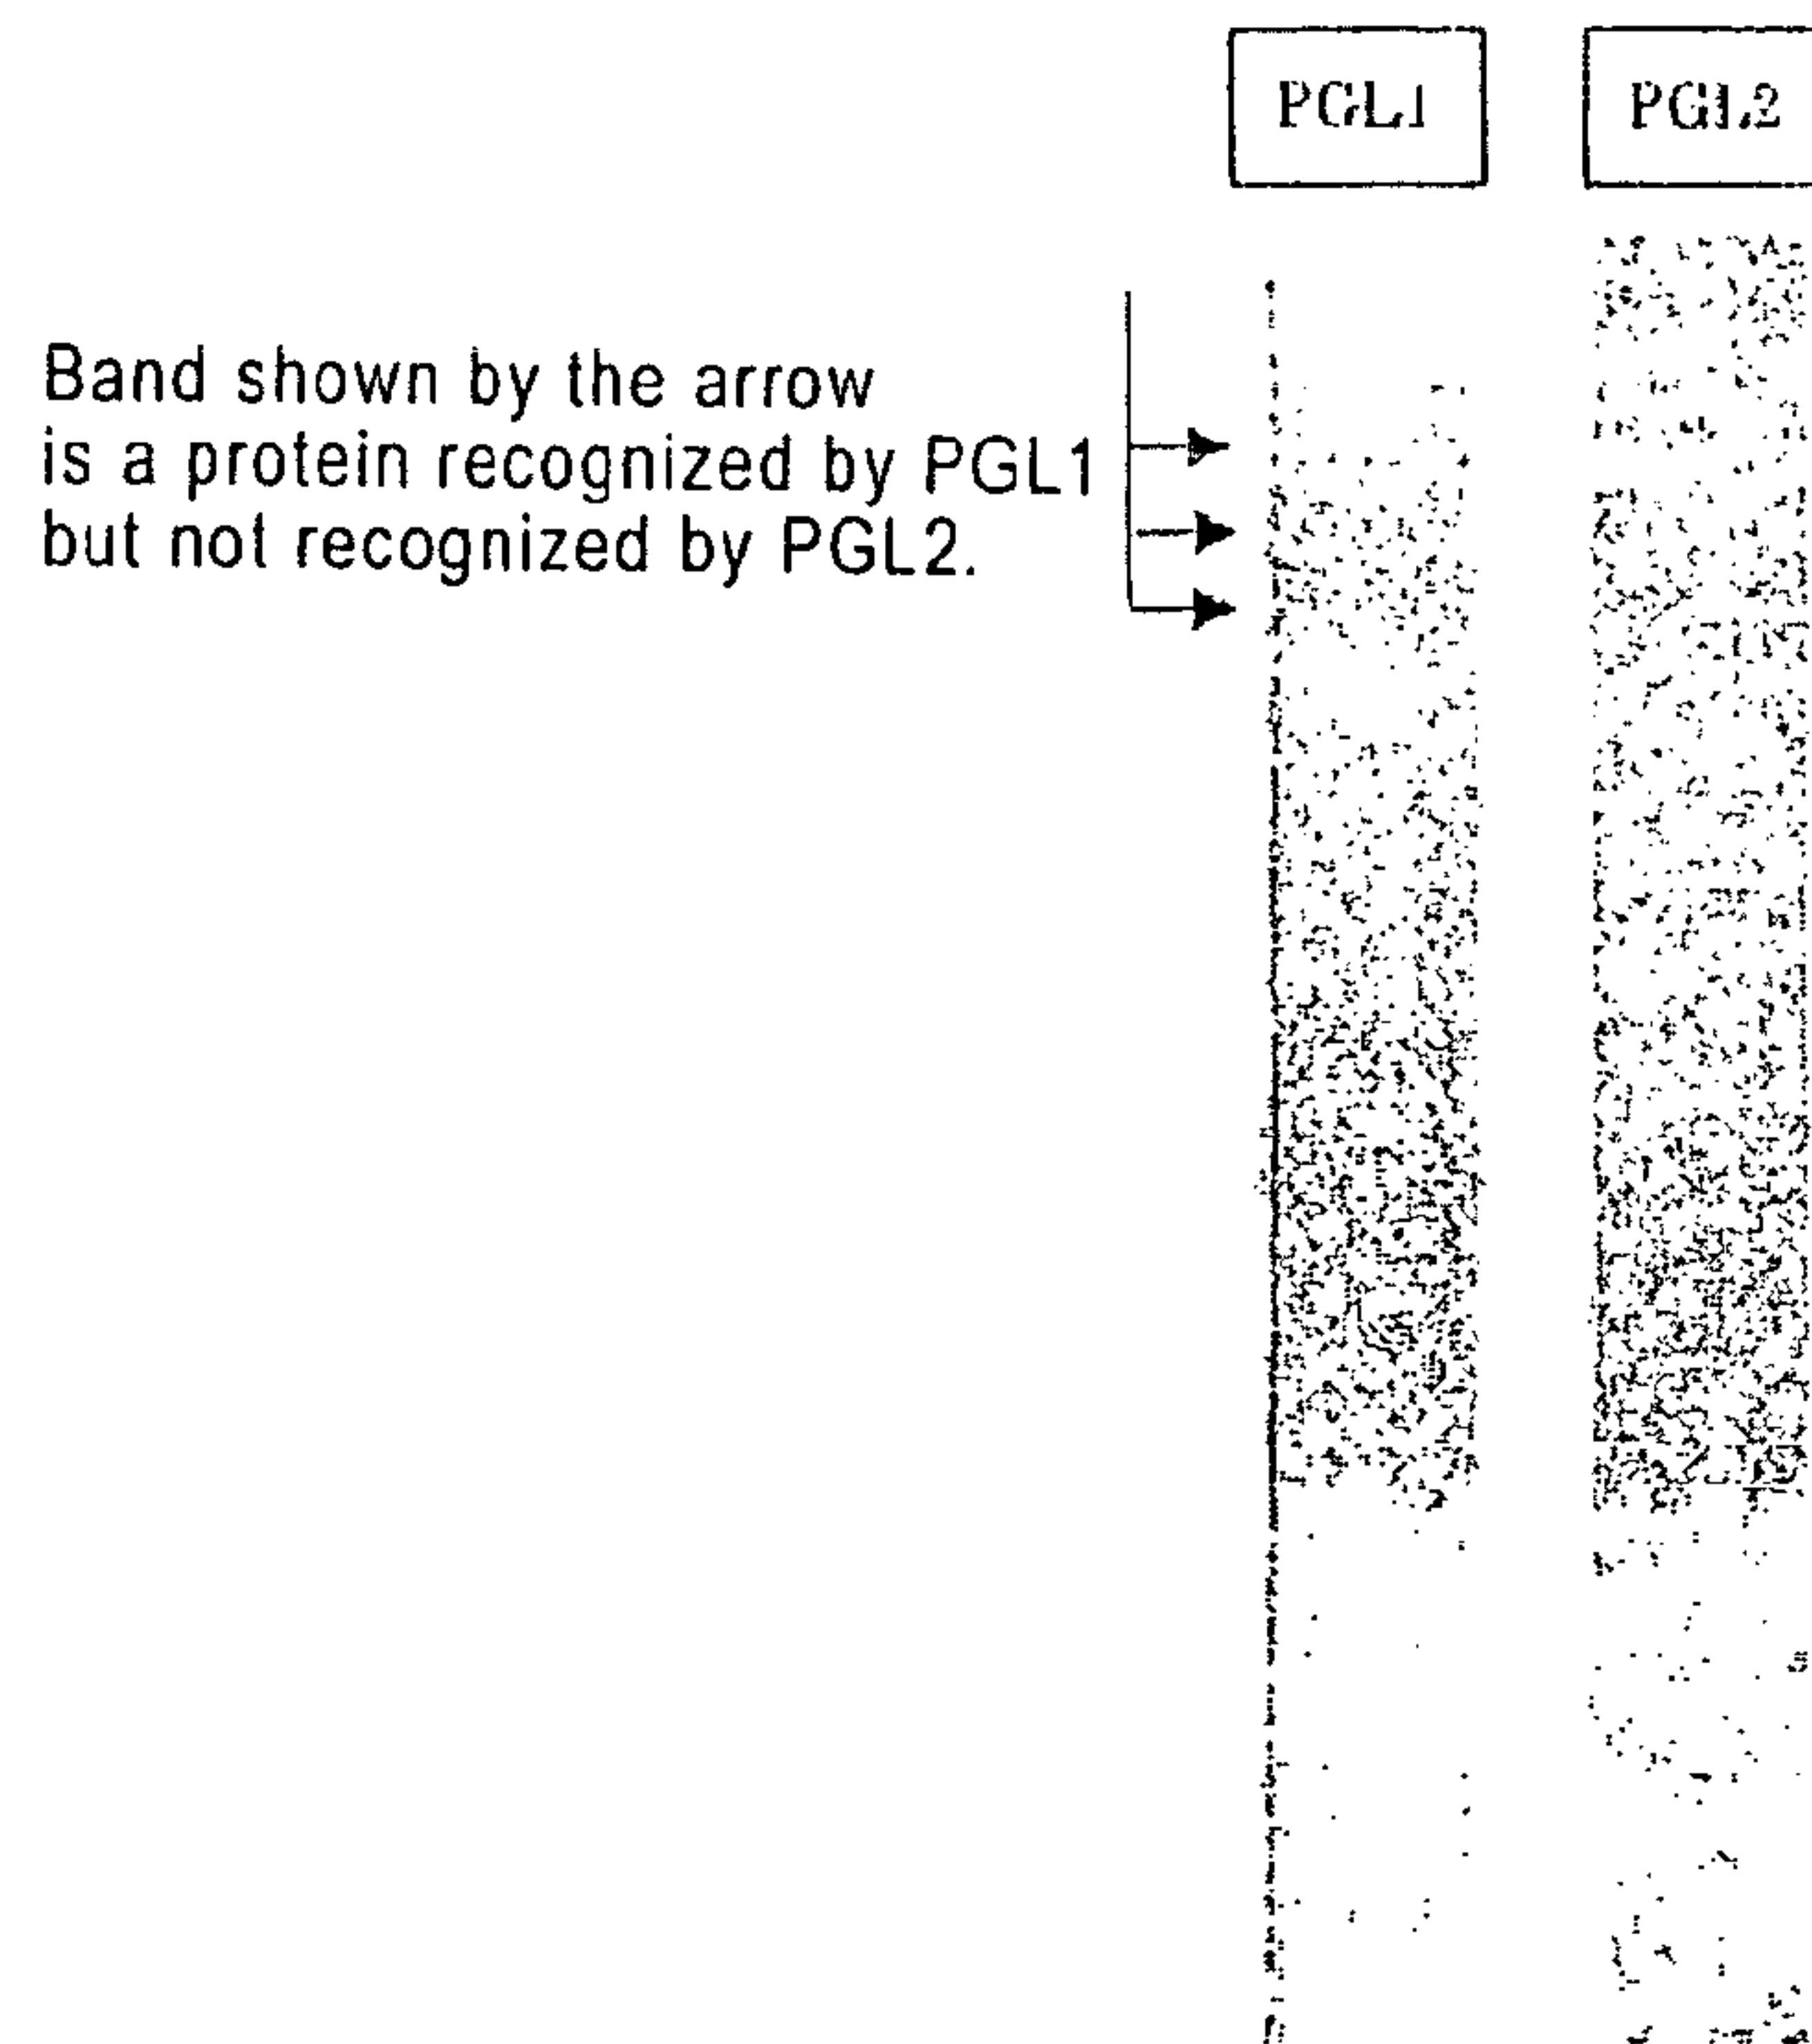 PGL1 PGL2
Band shown by the arrow
is a protein recognized by PGL1
but not recognized by PGL2.